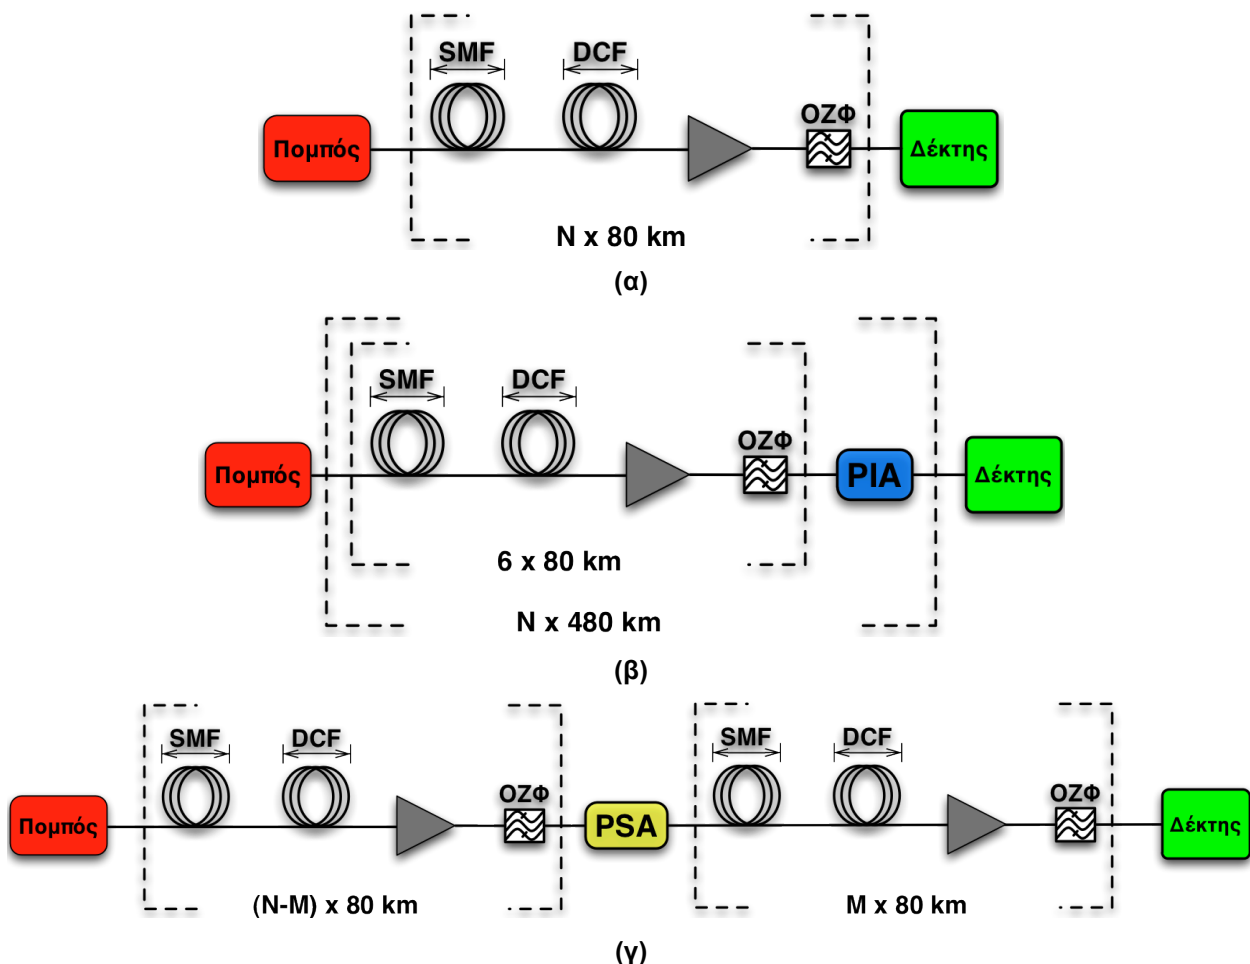 SMF DCF
ΟΖΦ
Πομπός Δέκτης
N x 80 km
(α)
SMF DCF
ΟΖΦ
Πομπός PIA Δέκτης
6 x 80 km
N x 480 km
(β)
SMF DCF SMF DCF
ΟΖΦ ΟΖΦ
Πομπός PSA Δέκτης
(N-M) x 80 km M x 80 km
(γ)